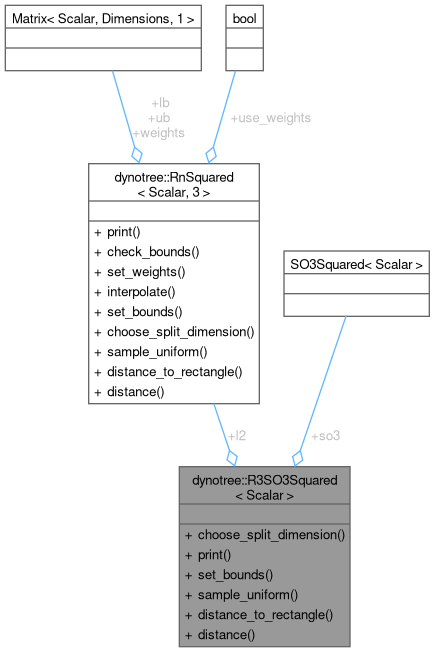 Matrix< Scalar, Dimensions, 1 >
bool
+lb
+ub
+weights
+use_weights
dynotree::RnSquared
< Scalar, 3 >
+ print()
+ check_bounds()
+ set_weights()
+ interpolate()
+ set_bounds()
+ choose_split_dimension()
+ sample_uniform()
+ distance_to_rectangle()
+ distance()
SO3Squared< Scalar >
+l2
+so3
dynotree::R3SO3Squared
< Scalar >
+ choose_split_dimension()
+ print()
+ set_bounds()
+ sample_uniform()
+ distance_to_rectangle()
+ distance()